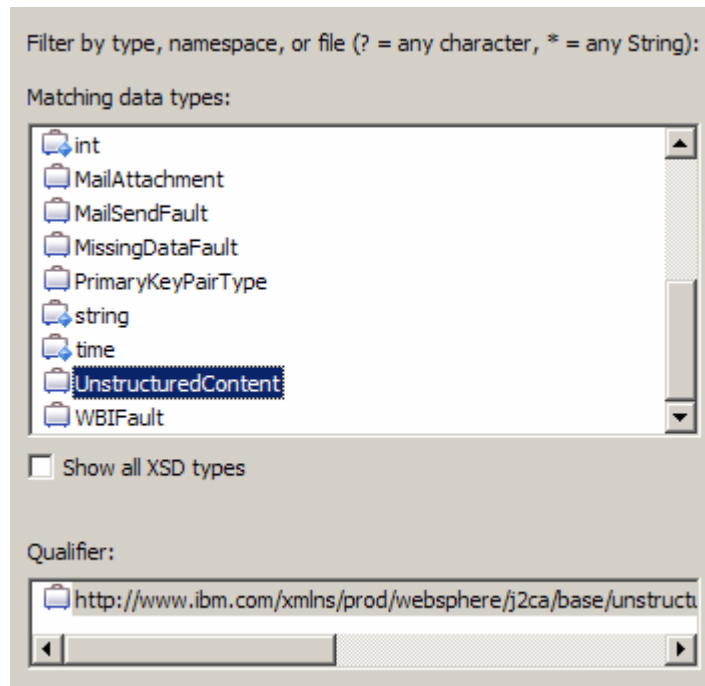 Filter by type, namespace, or file (? = any character, * = any String):
Matching data types:
int
MailAttachment
MailSendFault
MissingDataFault
PrimaryKeyPairType
string
time
UnstructuredContent
WBIFault
Show all XSD types
Qualifier:
http://www.ibm.com/xmlns/prod/websphere/j2ca/base/unstructu